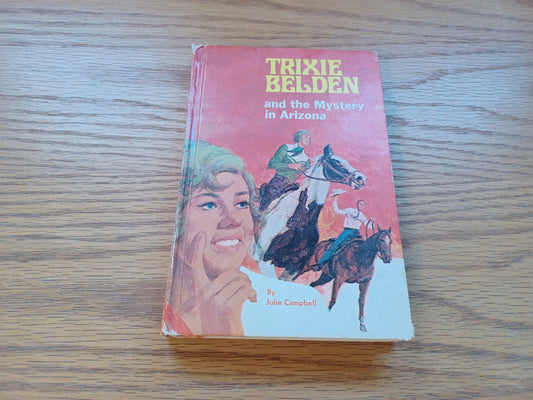 TRIXIE
BELDEN
and the Mystery
in Arizona
By
Julie Campbell